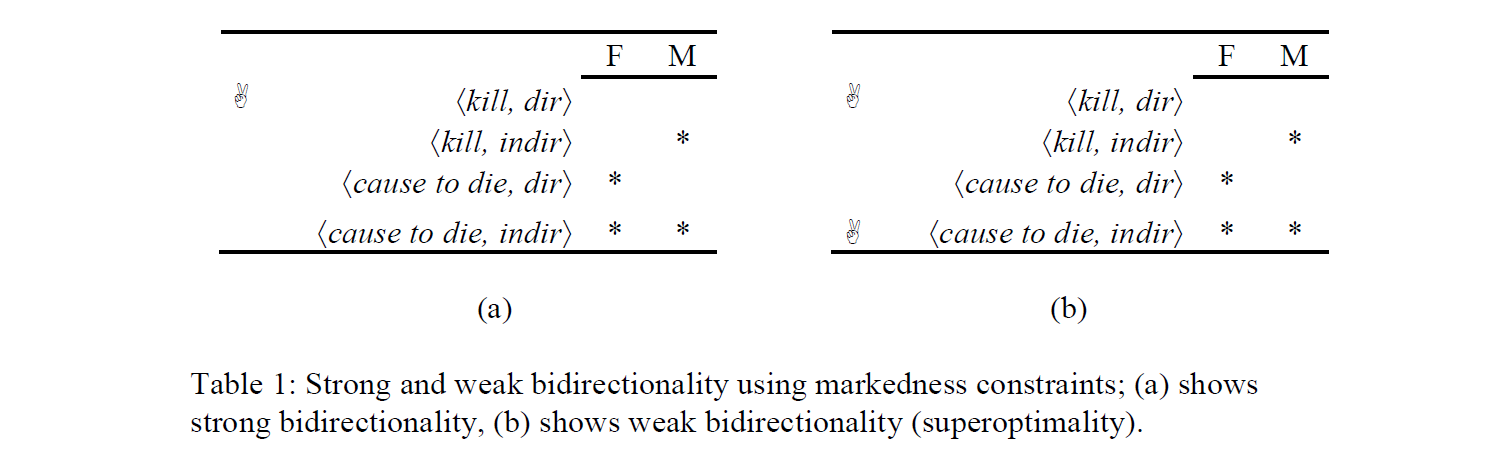 F M F M
✌ ⟨kill, dir⟩ ✌ ⟨kill, dir⟩
⟨kill, indir⟩ * ⟨kill, indir⟩ *
⟨cause to die, dir⟩ * ⟨cause to die, dir⟩ *
⟨cause to die, indir⟩ * * ✌ ⟨cause to die, indir⟩ * *
(a) (b)
Table 1: Strong and weak bidirectionality using markedness constraints; (a) shows
strong bidirectionality, (b) shows weak bidirectionality (superoptimality).